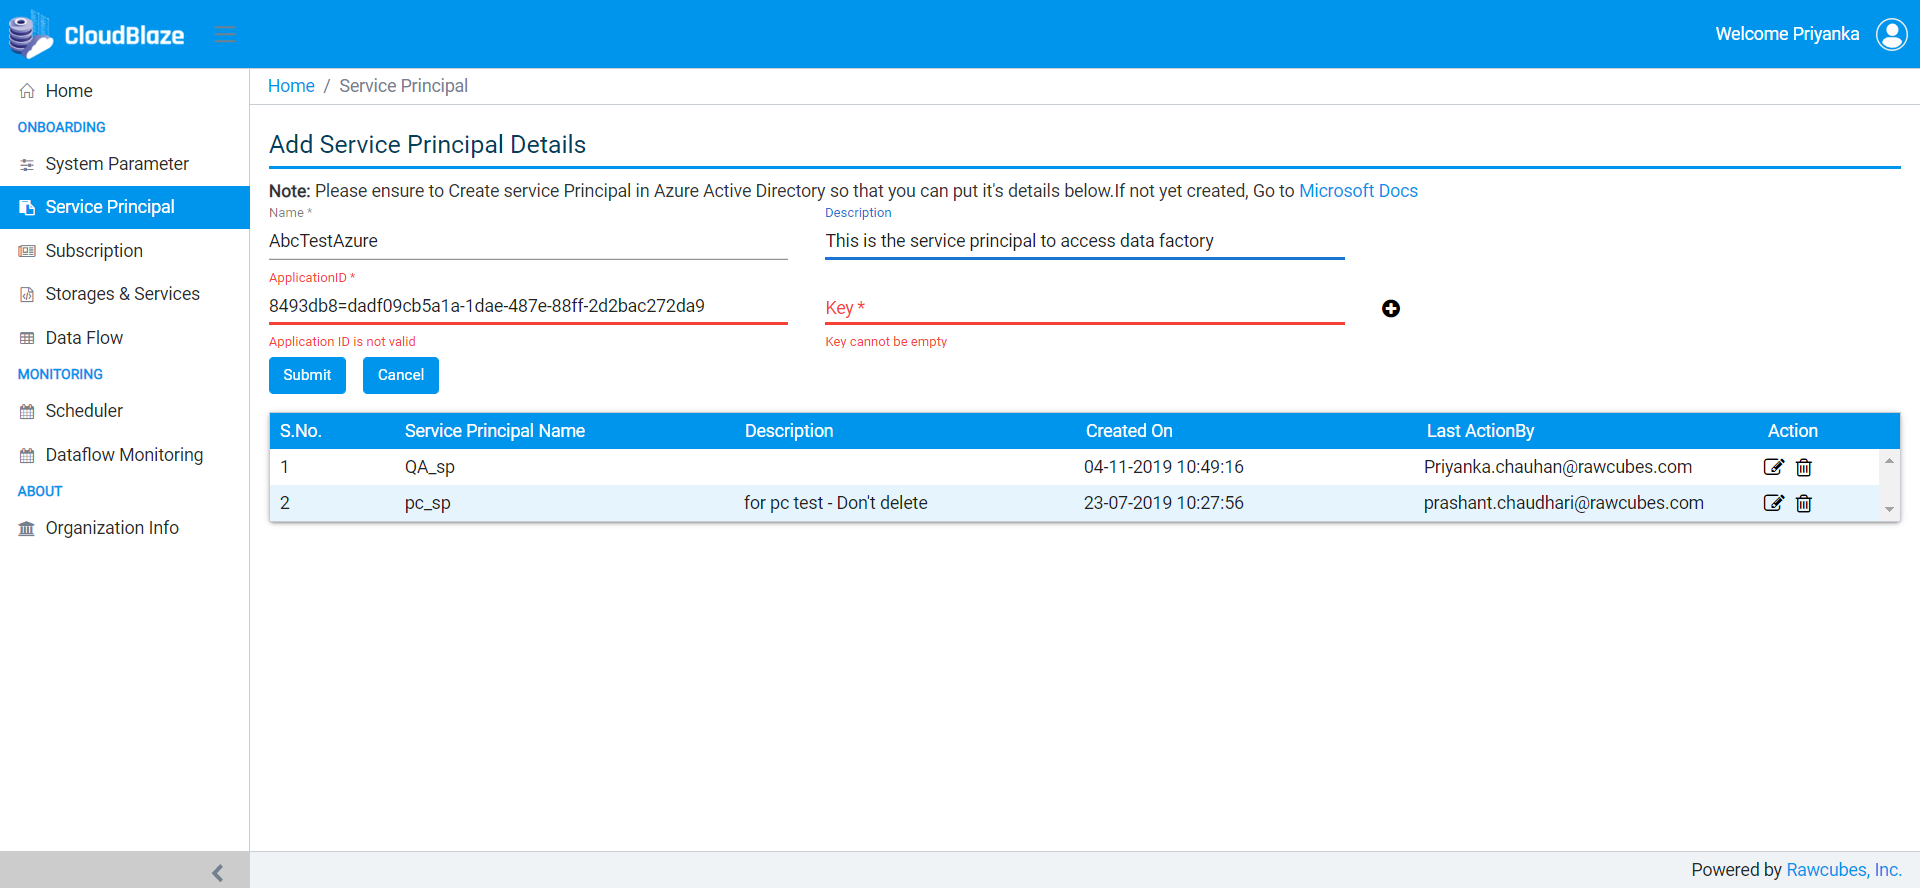 CloudBlaze
Welcome Priyanka
Home
ONBOARDING
System Parameter
Service Principal
Subscription
Storages & Services
Data Flow
MONITORING
Scheduler
Dataflow Monitoring
ABOUT
Organization Info
Home / Service Principal
Add Service Principal Details
Note: Please ensure to Create service Principal in Azure Active Directory so that you can put it's details below.If not yet created, Go to Microsoft Docs
Name * Description
AbcTestAzure This is the service principal to access data factory
ApplicationID *
8493db8=dadf09cb5a1a-1dae-487e-88ff-2d2bac272da9 Key *
Application ID is not valid Key cannot be empty
Submit Cancel
S.No. Service Principal Name Description Created On Last ActionBy Action
1 QA_sp 04-11-2019 10:49:16 Priyanka.chauhan@rawcubes.com
2 pc_sp for pc test - Don't delete 23-07-2019 10:27:56 prashant.chaudhari@rawcubes.com
Powered by Rawcubes, Inc.